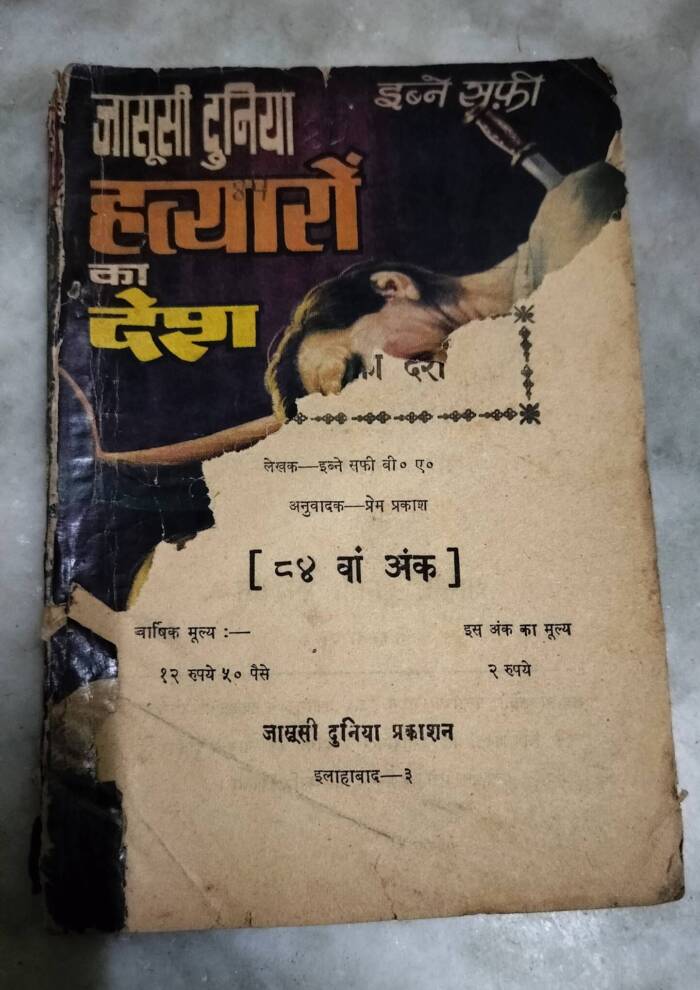 जासूसी दुनिया
इब्ने सफ़ी
हत्यारों
84
का
देश
का देश
लेखक—इब्ने सफी बी० ए०
अनुवादक—प्रेम प्रकाश
[ ८४ वां अंक ]
वार्षिक मूल्य :—
इस अंक का मूल्य
१२ रुपये ५० पैसे
२ रुपये
जासूसी दुनिया प्रकाशन
इलाहाबाद—३